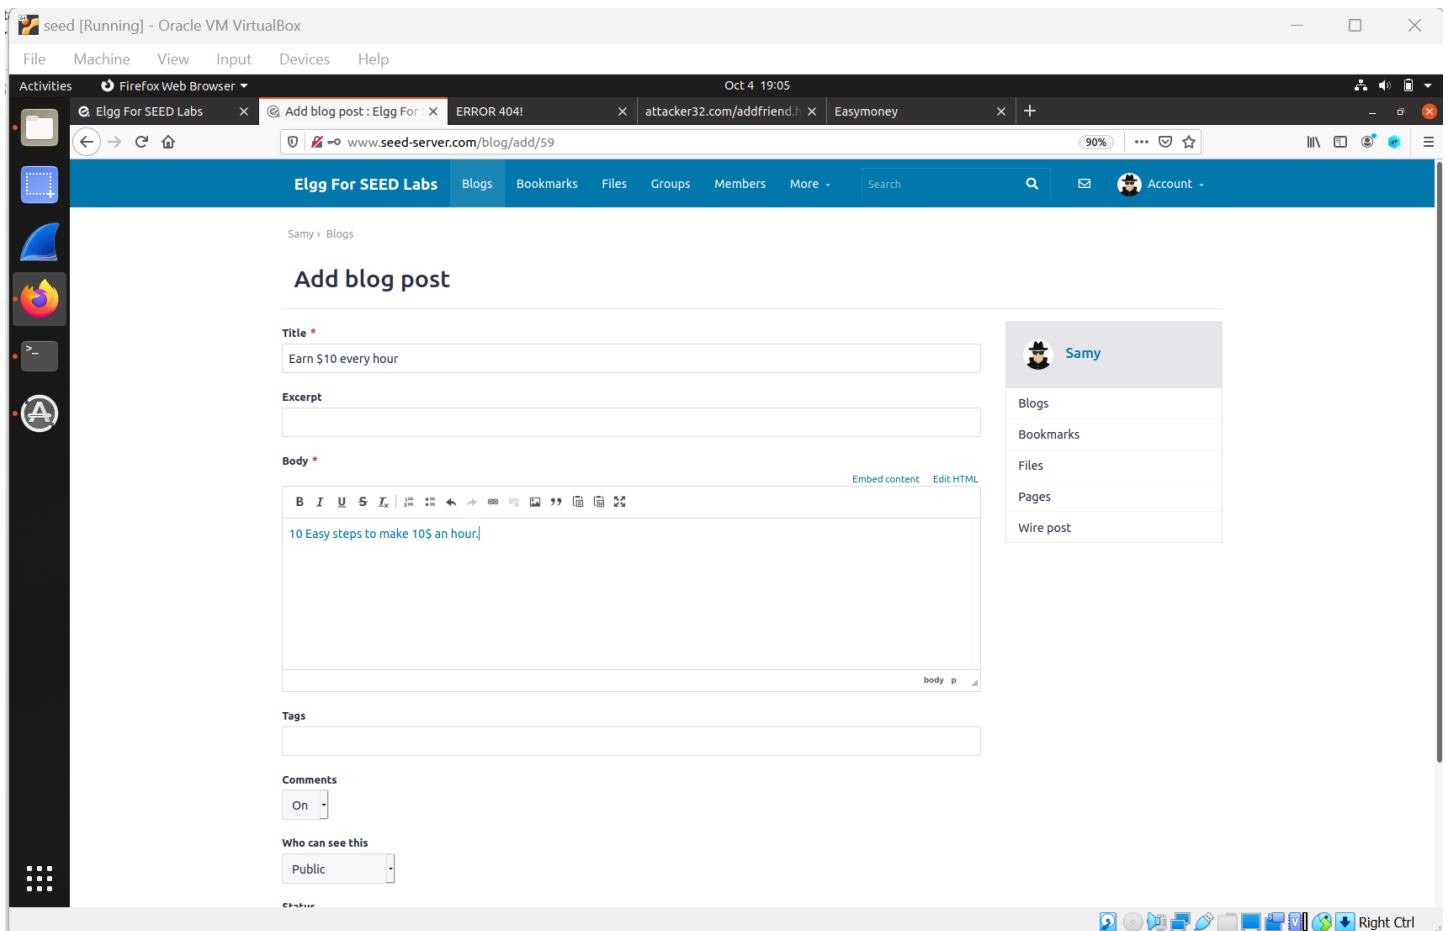 seed [Running] - Oracle VM VirtualBox
File Machine View Input Devices Help
Activities Firefox Web Browser Oct 4 19:05
Elgg For SEED Labs Add blog post : Elgg For ERROR 404! attacker32.com/addfriend.h Easymoney
www.seed-server.com/blog/add/59 90%
Elgg For SEED Labs Blogs Bookmarks Files Groups Members More Search Account
Samy › Blogs
Add blog post
Title *
Earn $10 every hour
Samy
Excerpt
Blogs
Bookmarks
Files
Pages
Wire post
Body *
Embed content Edit HTML
B I U S Ix
10 Easy steps to make 10$ an hour.
body p
Tags
Comments
On
Who can see this
Public
Status
Right Ctrl